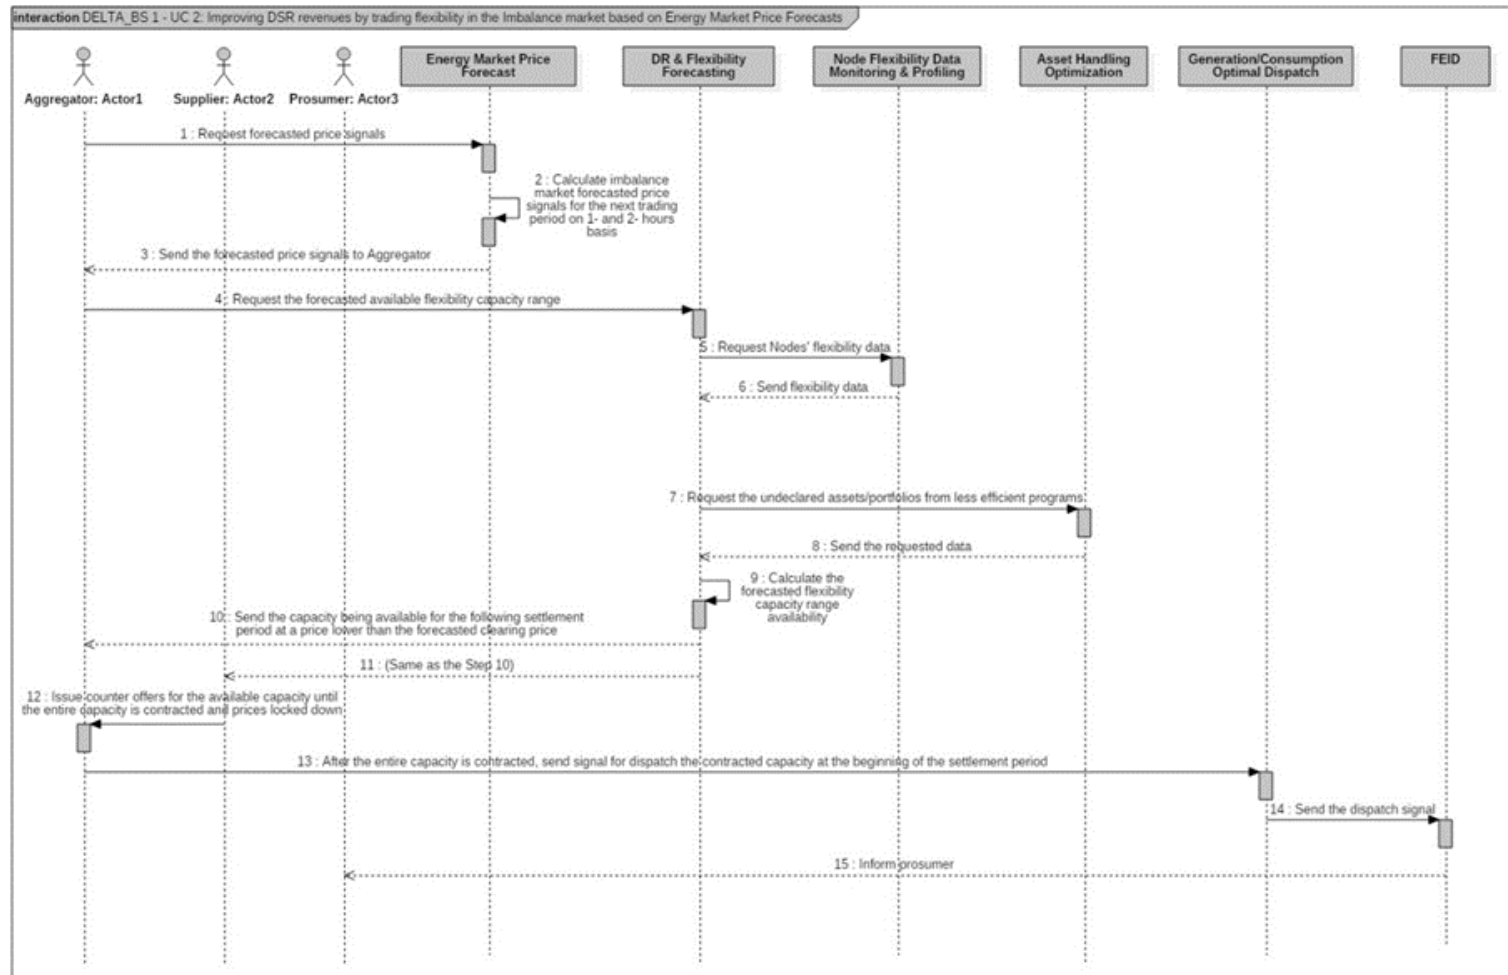 interaction DELTA_BS 1 - UC 2: Improving DSR revenues by trading flexibility in the Imbalance market based on Energy Market Price Forecasts
Aggregator: Actor1
Supplier: Actor2
Prosumer: Actor3
Energy Market Price
Forecast
DR & Flexibility
Forecasting
Node Flexibility Data
Monitoring & Profiling
Asset Handling
Optimization
Generation/Consumption
Optimal Dispatch
FEID
1 : Request forecasted price signals
2 : Calculate imbalance
market forecasted price
signals for the next trading
period on 1- and 2- hours
basis
3 : Send the forecasted price signals to Aggregator
4 : Request the forecasted available flexibility capacity range
5 : Request Nodes' flexibility data
6 : Send flexibility data
7 : Request the undeclared assets/portfolios from less efficient programs
8 : Send the requested data
9 : Calculate the
forecasted flexibility
capacity range
availability
10 : Send the capacity being available for the following settlement
period at a price lower than the forecasted clearing price
11 : (Same as the Step 10)
12 : Issue counter offers for the available capacity until
the entire capacity is contracted and prices locked down
13 : After the entire capacity is contracted, send signal for dispatch the contracted capacity at the beginning of the settlement period
14 : Send the dispatch signal
15 : Inform prosumer